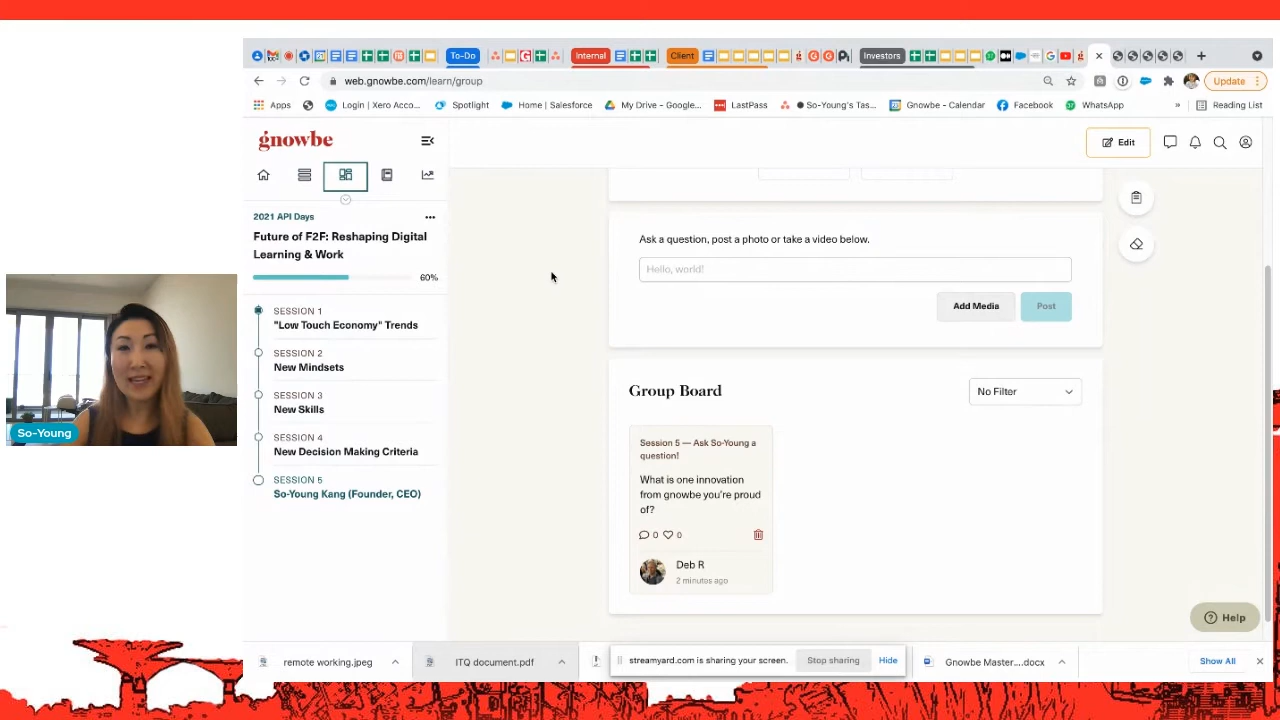 To-Do
Internal
Client
Investors
web.gnowbe.com/learn/group
Update
Apps
Login | Xero Acco...
Spotlight
Home | Salesforce
My Drive – Google...
LastPass
So-Young's Tas...
Gnowbe - Calendar
Facebook
WhatsApp
»
Reading List
gnowbe
Edit
2021 API Days
Future of F2F: Reshaping Digital
Learning & Work
60%
SESSION 1
"Low Touch Economy" Trends
SESSION 2
New Mindsets
SESSION 3
New Skills
SESSION 4
New Decision Making Criteria
SESSION 5
So-Young Kang (Founder, CEO)
Ask a question, post a photo or take a video below.
Hello, world!
Add Media
Post
Group Board
No Filter
Session 5 — Ask So-Young a
question!
What is one innovation
from gnowbe you're proud
of?
0
0
Deb R
2 minutes ago
So-Young
Help
remote working.jpeg
ITQ document.pdf
streamyard.com is sharing your screen.
Stop sharing
Hide
Gnowbe Master....docx
Show All